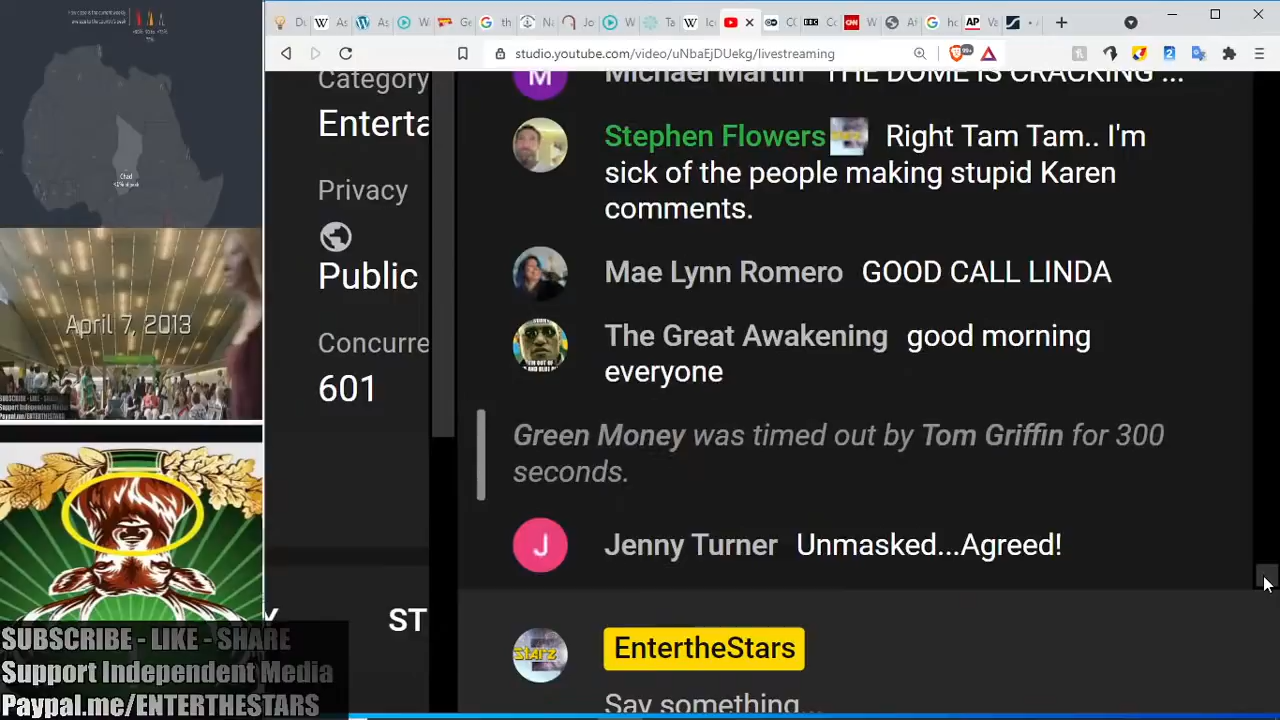 Chad
April 7, 2013
SUBSCRIBE - LIKE - SHARE
Support Independent Media
Paypal.me/ENTERTHESTARS
studio.youtube.com/video/uNbaEjDUekg/livestreaming
Category
Enterta
Privacy
Public
Concurre
601
ST
Michael Martin THE DOME IS CRACKING ...
Stephen Flowers Right Tam Tam.. I'm
sick of the people making stupid Karen
comments.
Mae Lynn Romero GOOD CALL LINDA
The Great Awakening good morning
everyone
Green Money was timed out by Tom Griffin for 300
seconds.
Jenny Turner Unmasked...Agreed!
EntertheStars
Say something...